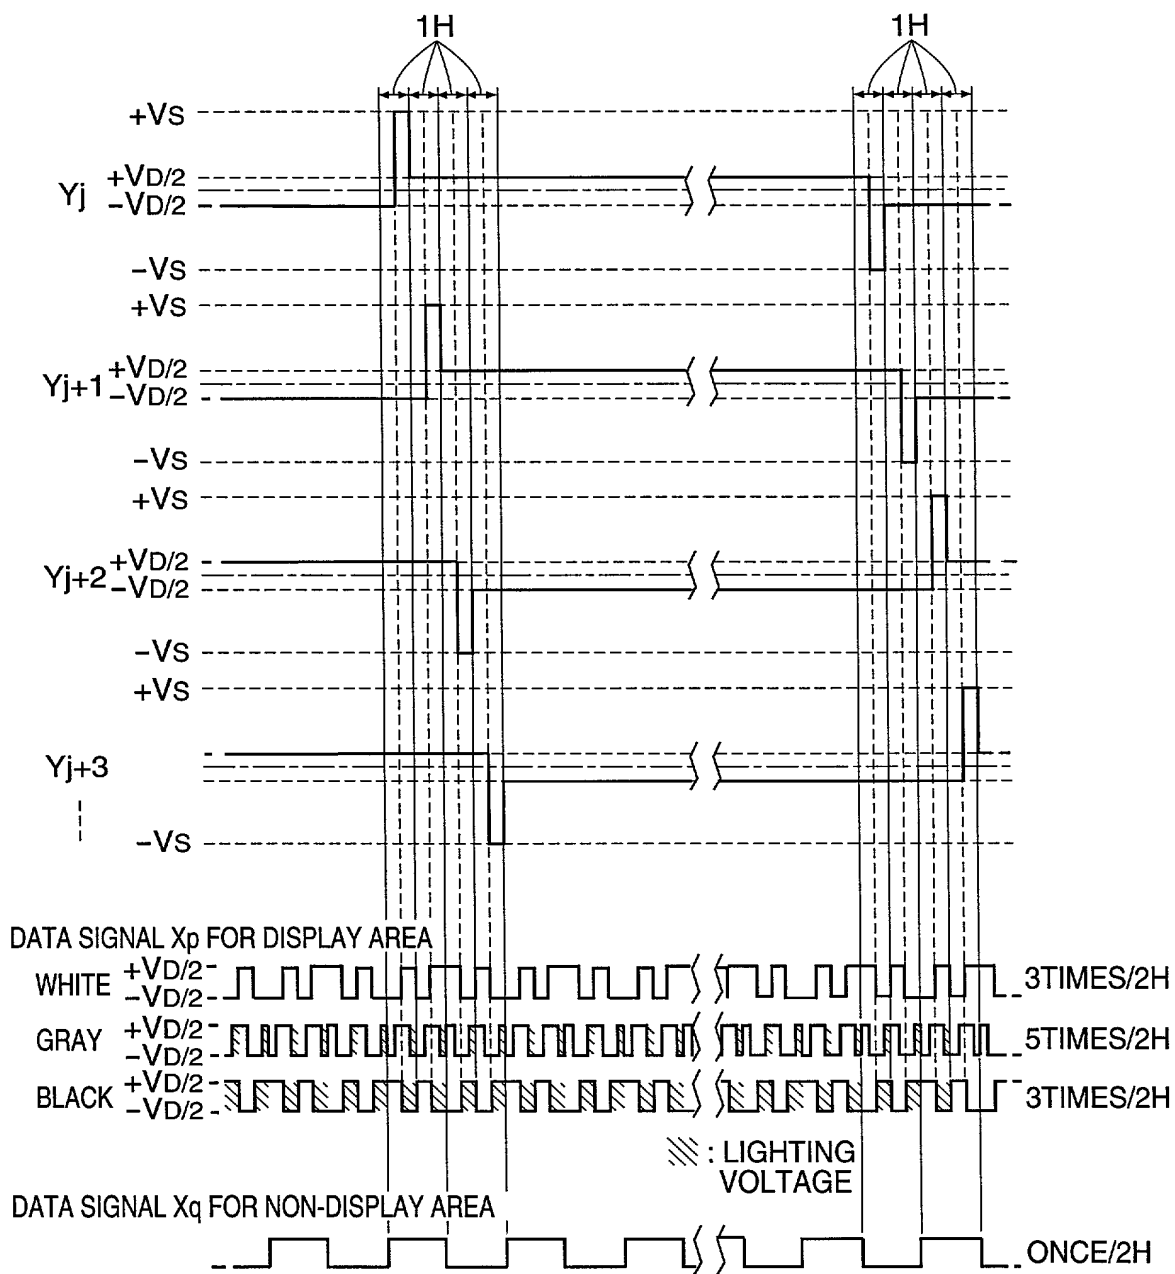 1H 1H
+VS
+VD/2
Yj
−VD/2
−VS
+VS
+VD/2
Yj+1
−VD/2
−VS
+VS
+VD/2
Yj+2
−VD/2
−VS
+VS
Yj+3
−VS
DATA SIGNAL Xp FOR DISPLAY AREA
WHITE +VD/2 −VD/2 3TIMES/2H
GRAY +VD/2 −VD/2 5TIMES/2H
BLACK +VD/2 −VD/2 3TIMES/2H
: LIGHTING
VOLTAGE
DATA SIGNAL Xq FOR NON-DISPLAY AREA
ONCE/2H